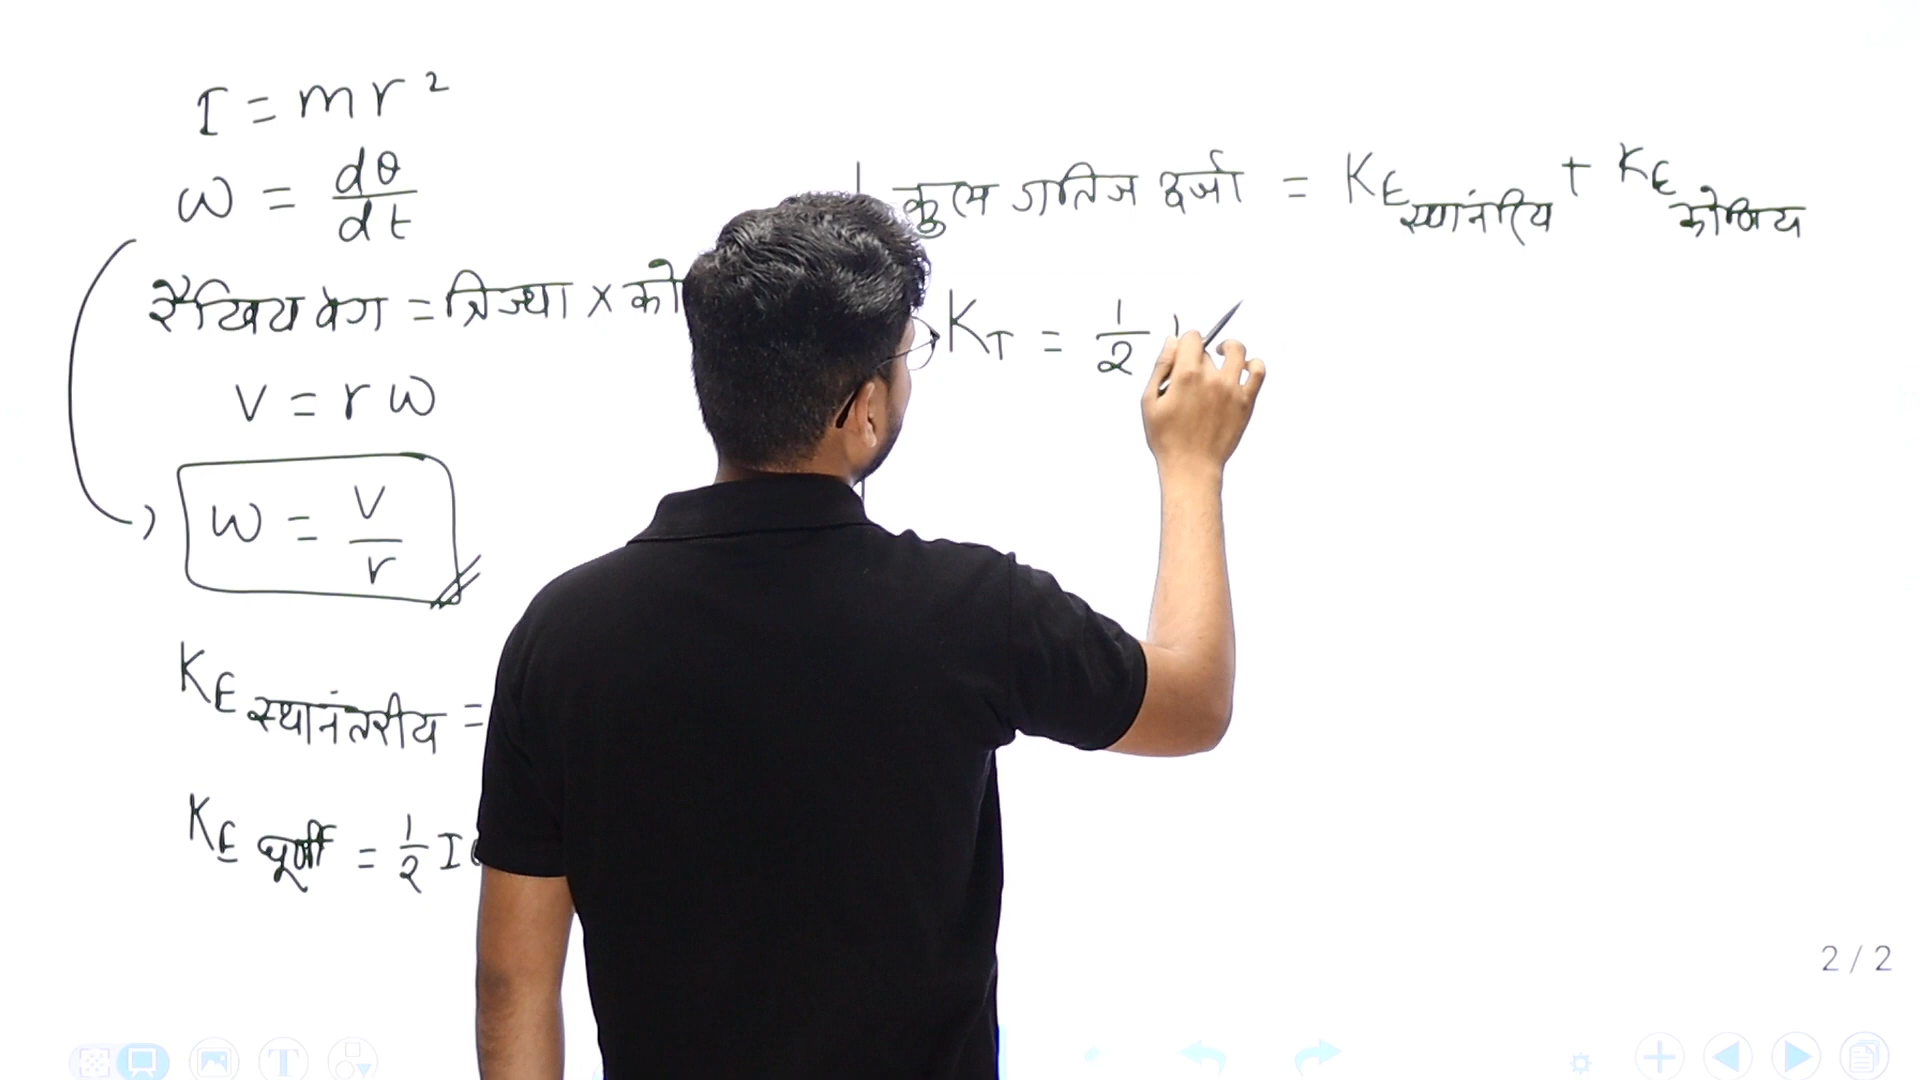 I = mr²
ω = dθ/dt
रैखिय वेग = त्रिज्या × को
v = rω
ω = v/r
KE स्थानंतरीय =
KE घूर्णी = 1/2 I
कुल गतिज ऊर्जा = KE स्थानंतरिय + KE कोणिय
KT = 1/2
2 / 2